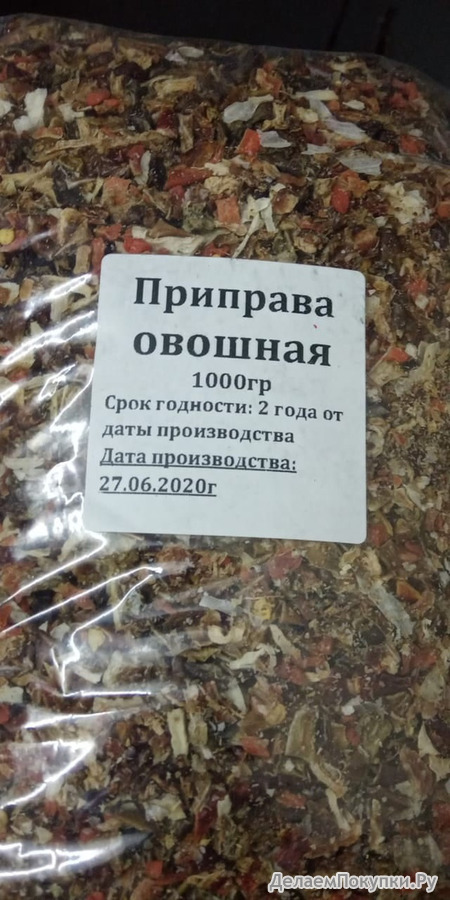 Приправа
овошная
1000гр
Срок годности: 2 года от
даты производства
Дата производства:
27.06.2020г
ДелаемПокупки.Ру